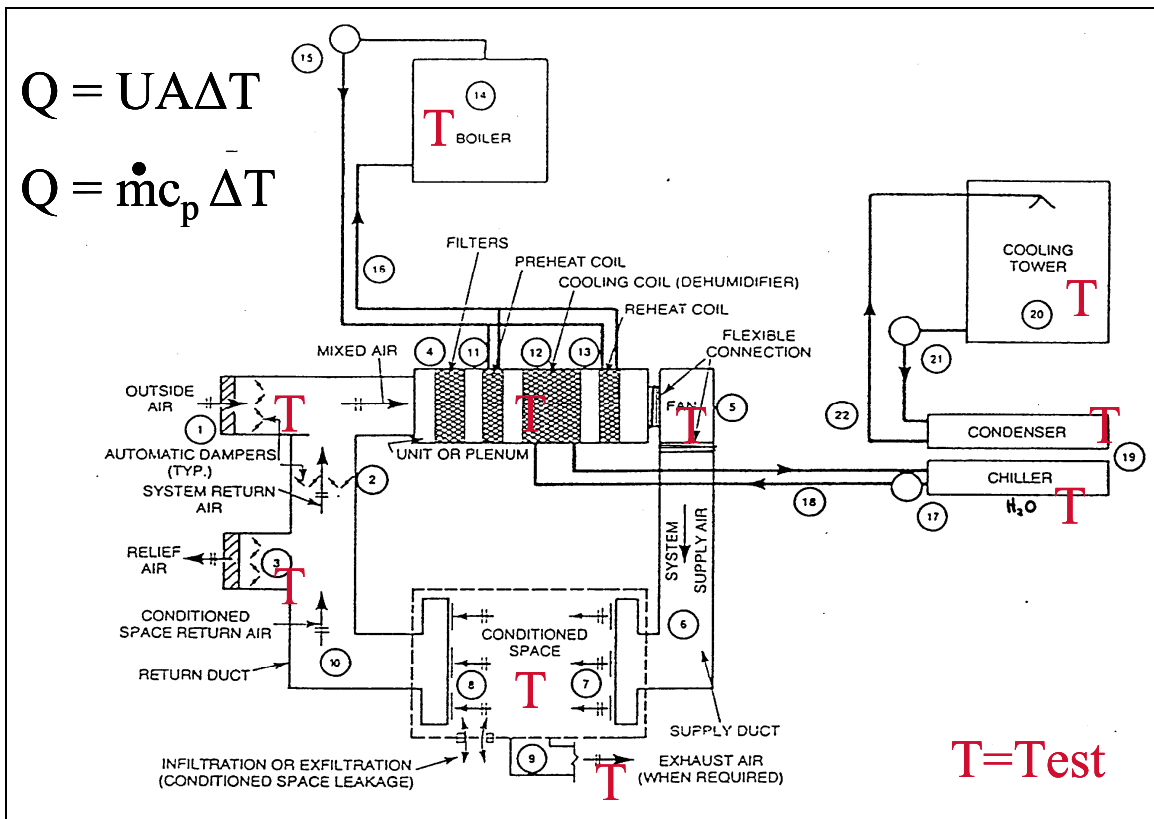 Q = UAΔT
Q = ṁc_p Δ̄T
15
14
T
BOILER
16
FILTERS
PREHEAT COIL
COOLING COIL (DEHUMIDIFIER)
REHEAT COIL
FLEXIBLE
CONNECTION
COOLING
TOWER
T
20
21
22
MIXED AIR
4
11
12
13
OUTSIDE
AIR
T
T
FAN
T
5
1
UNIT OR PLENUM
CONDENSER
T
19
AUTOMATIC DAMPERS
(TYP.)
2
SYSTEM RETURN
AIR
CHILLER
H₂O
T
18
17
RELIEF
AIR
3
T
SYSTEM
SUPPLY AIR
CONDITIONED
SPACE RETURN AIR
10
RETURN DUCT
CONDITIONED
SPACE
T
8
7
6
SUPPLY DUCT
INFILTRATION OR EXFILTRATION
(CONDITIONED SPACE LEAKAGE)
9
T
EXHAUST AIR
(WHEN REQUIRED)
T=Test